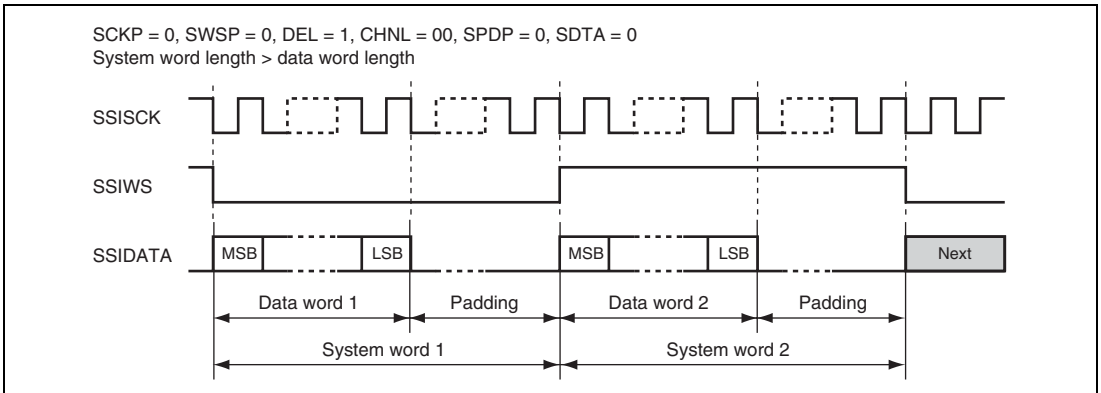 SCKP = 0, SWSP = 0, DEL = 1, CHNL = 00, SPDP = 0, SDTA = 0
System word length > data word length
SSISCK
SSIWS
SSIDATA MSB LSB MSB LSB Next
Data word 1 Padding Data word 2 Padding
System word 1 System word 2